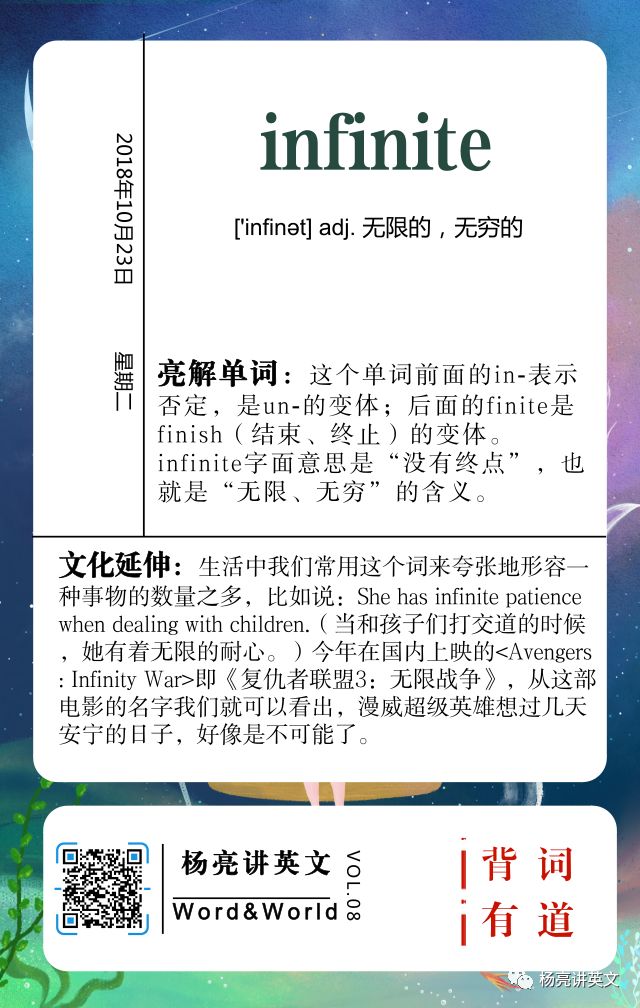 infinite
['infinət] adj. 无限的，无穷的
2018年10月23日
星期二
亮解单词：这个单词前面的in-表示
否定，是un-的变体；后面的finite是
finish（结束、终止）的变体。
infinite字面意思是“没有终点”，也
就是“无限、无穷”的含义。
文化延伸：生活中我们常用这个词来夸张地形容一
种事物的数量之多，比如说：She has infinite patience
when dealing with children.（当和孩子们打交道的时候
，她有着无限的耐心。）今年在国内上映的<Avengers
: Infinity War>即《复仇者联盟3：无限战争》，从这部
电影的名字我们就可以看出，漫威超级英雄想过几天
安宁的日子，好像是不可能了。
杨亮讲英文
Word&World
VOL.08
背词
有道
杨亮讲英文